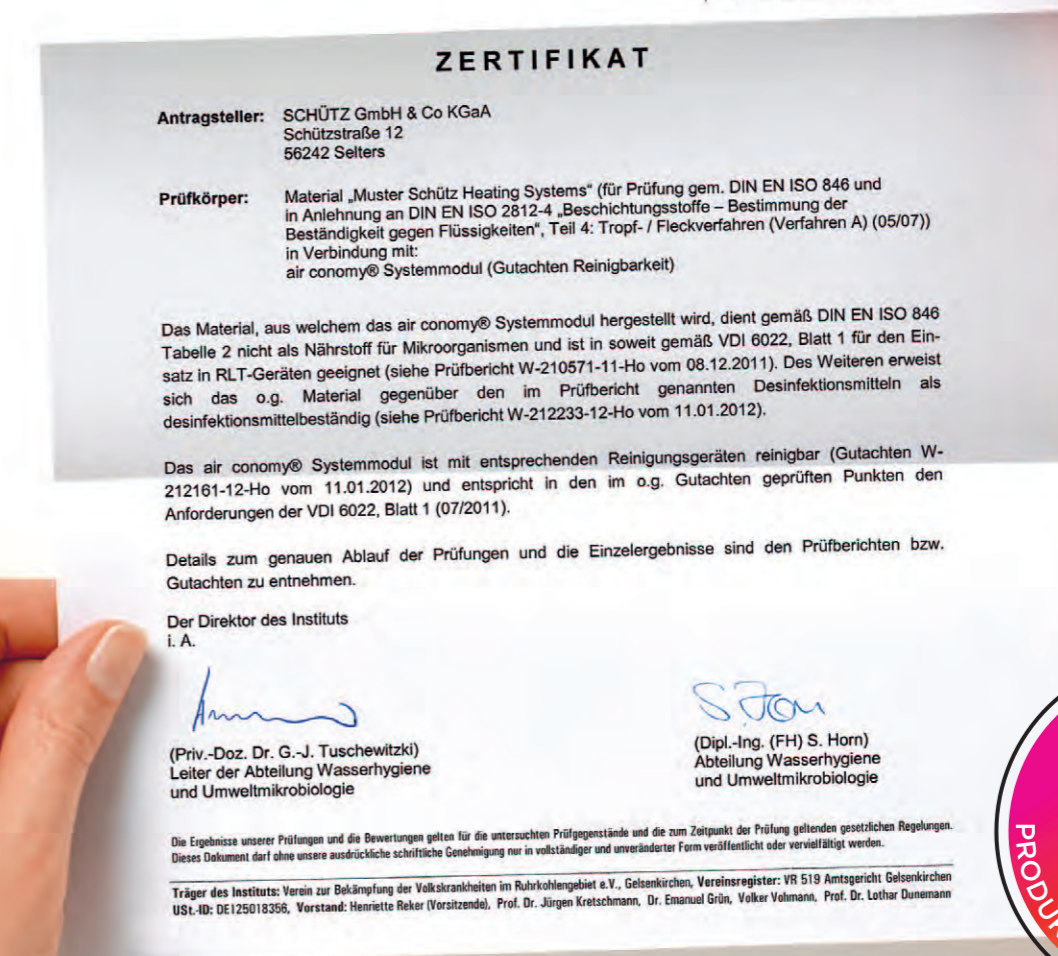 ZERTIFIKAT
Antragsteller: SCHÜTZ GmbH & Co KGaA
Schützstraße 12
56242 Selters
Prüfkörper: Material „Muster Schütz Heating Systems“ (für Prüfung gem. DIN EN ISO 846 und
in Anlehnung an DIN EN ISO 2812-4 „Beschichtungsstoffe – Bestimmung der
Beständigkeit gegen Flüssigkeiten“, Teil 4: Tropf- / Fleckverfahren (Verfahren A) (05/07))
in Verbindung mit:
air conomy® Systemmodul (Gutachten Reinigbarkeit)
Das Material, aus welchem das air conomy® Systemmodul hergestellt wird, dient gemäß DIN EN ISO 846
Tabelle 2 nicht als Nährstoff für Mikroorganismen und ist in soweit gemäß VDI 6022, Blatt 1 für den Ein-
satz in RLT-Geräten geeignet (siehe Prüfbericht W-210571-11-Ho vom 08.12.2011). Des Weiteren erweist
sich das o.g. Material gegenüber den im Prüfbericht genannten Desinfektionsmitteln als
desinfektionsmittelbeständig (siehe Prüfbericht W-212233-12-Ho vom 11.01.2012).
Das air conomy® Systemmodul ist mit entsprechenden Reinigungsgeräten reinigbar (Gutachten W-
212161-12-Ho vom 11.01.2012) und entspricht in den im o.g. Gutachten geprüften Punkten den
Anforderungen der VDI 6022, Blatt 1 (07/2011).
Details zum genauen Ablauf der Prüfungen und die Einzelergebnisse sind den Prüfberichten bzw.
Gutachten zu entnehmen.
Der Direktor des Instituts
i. A.
(Priv.-Doz. Dr. G.-J. Tuschewitzki)
Leiter der Abteilung Wasserhygiene
und Umweltmikrobiologie
S. Horn
(Dipl.-Ing. (FH) S. Horn)
Abteilung Wasserhygiene
und Umweltmikrobiologie
Die Ergebnisse unserer Prüfungen und die Bewertungen gelten für die untersuchten Prüfgegenstände und die zum Zeitpunkt der Prüfung geltenden gesetzlichen Regelungen.
Dieses Dokument darf ohne unsere ausdrückliche schriftliche Genehmigung nur in vollständiger und unveränderter Form veröffentlicht oder vervielfältigt werden.
Träger des Instituts: Verein zur Bekämpfung der Volkskrankheiten im Ruhrkohlengebiet e.V., Gelsenkirchen, Vereinsregister: VR 519 Amtsgericht Gelsenkirchen
USt.-ID: DE125018356, Vorstand: Henriette Reker (Vorsitzende), Prof. Dr. Jürgen Kretschmann, Dr. Emanuel Grün, Volker Vohmann, Prof. Dr. Lothar Dunemann